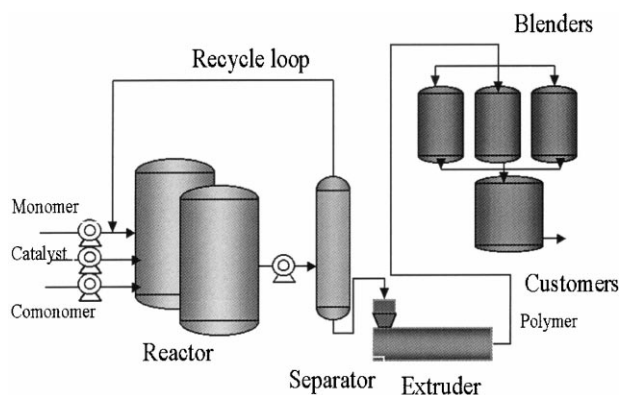 Blenders
Recycle loop
Monomer
Catalyst
Comonomer
Customers
Polymer
Reactor
Separator
Extruder